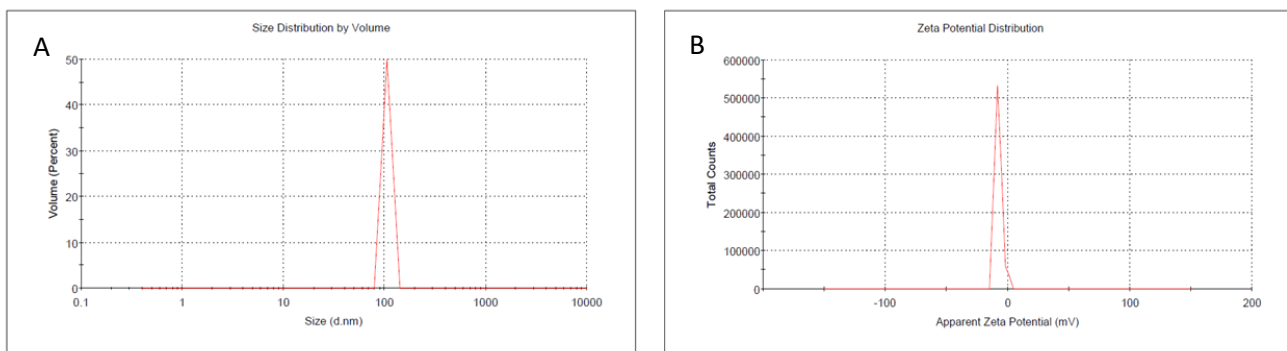 A
Size Distribution by Volume
50
40
30
20
10
0
Volume (Percent)
0.1 1 10 100 1000 10000
Size (d.nm)
B
Zeta Potential Distribution
600000
500000
400000
300000
200000
100000
0
Total Counts
-100 0 100 200
Apparent Zeta Potential (mV)